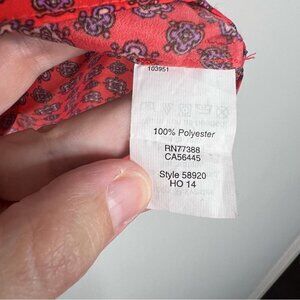 103951
100% Polyester
RN77388
CA56445
Style 58920
HO 14